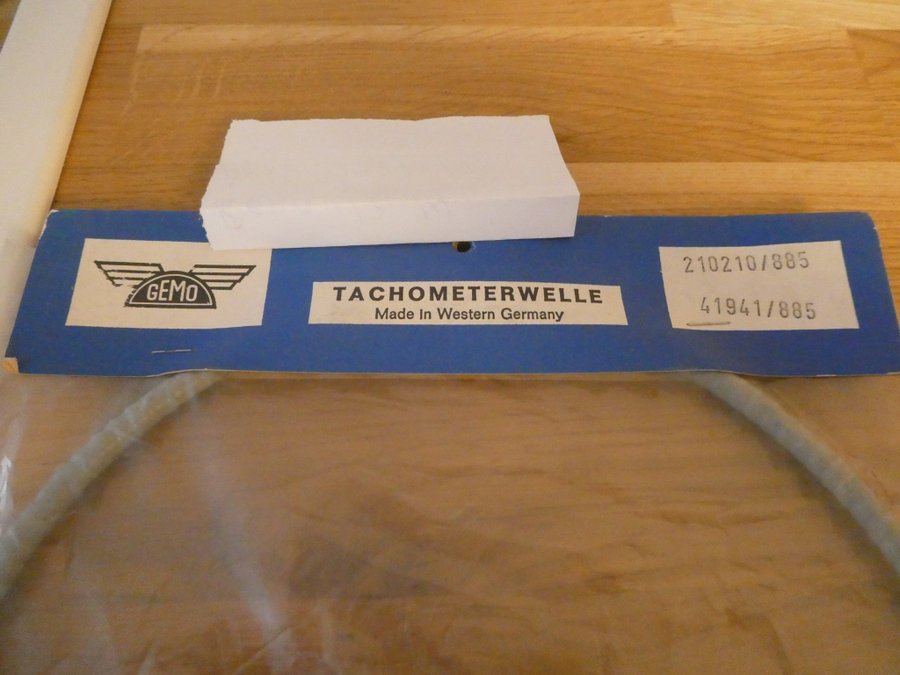 GEMO
TACHOMETERWELLE
Made in Western Germany
210210/885
41941/885